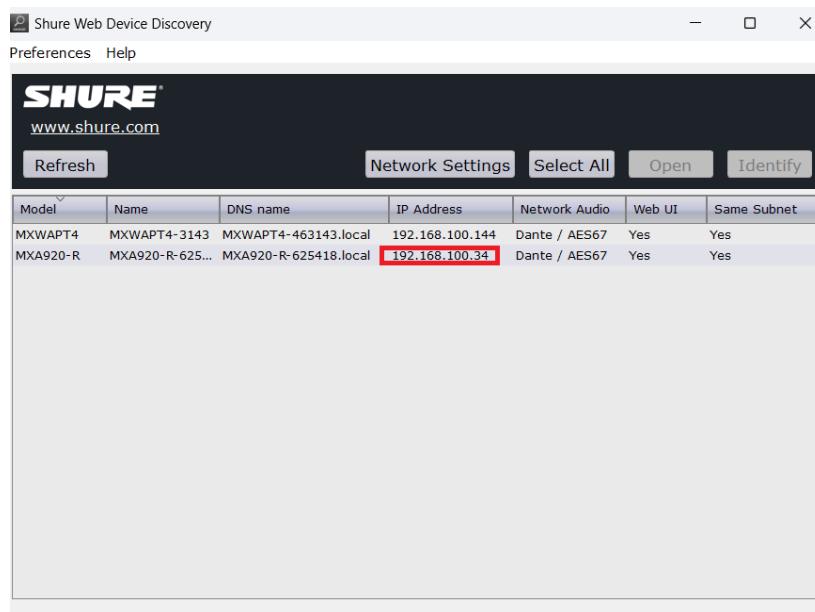 Shure Web Device Discovery
Preferences Help
SHURE
www.shure.com
Refresh Network Settings Select All Open Identify
Model Name DNS name IP Address Network Audio Web UI Same Subnet
MXWAPT4 MXWAPT4-3143 MXWAPT4-463143.local 192.168.100.144 Dante / AES67 Yes Yes
MXA920-R MXA920-R-625... MXA920-R-625418.local 192.168.100.34 Dante / AES67 Yes Yes